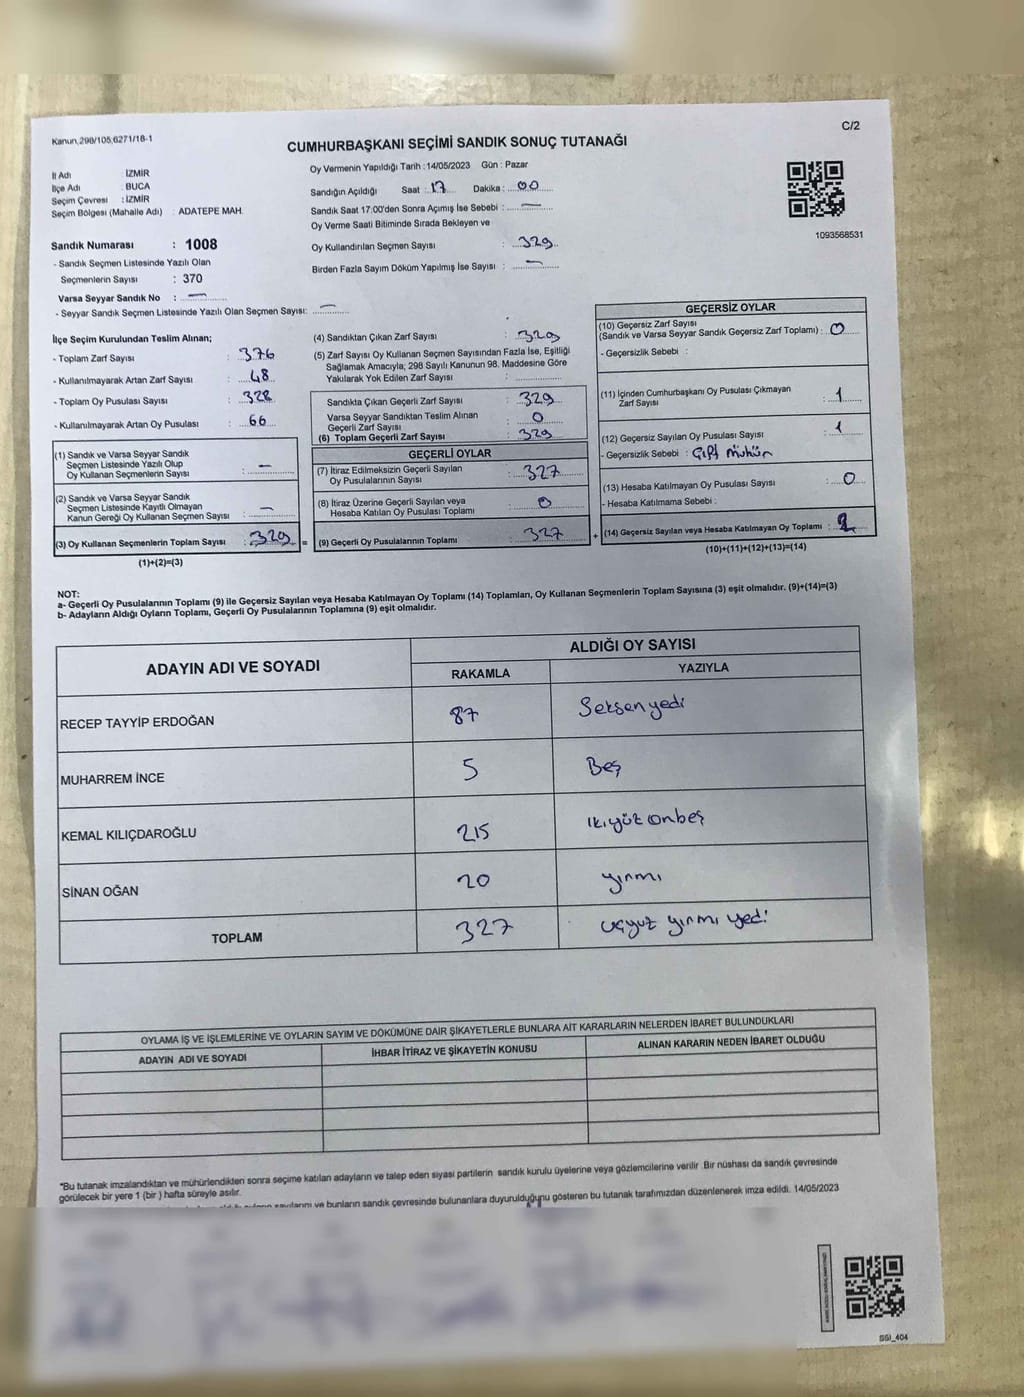 Kanun,298/105,6271/18-1
C/2
CUMHURBAŞKANI SEÇİMİ SANDIK SONUÇ TUTANAĞI
İl Adı : İZMİR
İlçe Adı : BUCA
Seçim Çevresi : İZMİR
Seçim Bölgesi (Mahalle Adı) : ADATEPE MAH.
Oy Vermenin Yapıldığı Tarih : 14/05/2023 Gün : Pazar
Sandığın Açıldığı Saat : 17 Dakika : 00
Sandık Saat 17:00'den Sonra Açımış İse Sebebi : —
Oy Verme Saati Bitiminde Sırada Bekleyen ve
Oy Kullandırılan Seçmen Sayısı : 329
Birden Fazla Sayım Döküm Yapılmış İse Sayısı : —
1093568531
Sandık Numarası : 1008
- Sandık Seçmen Listesinde Yazılı Olan
Seçmenlerin Sayısı : 370
Varsa Seyyar Sandık No : —
- Seyyar Sandık Seçmen Listesinde Yazılı Olan Seçmen Sayısı: —
İlçe Seçim Kurulundan Teslim Alınan;
- Toplam Zarf Sayısı : 376
- Kullanılmayarak Artan Zarf Sayısı : 48
- Toplam Oy Pusulası Sayısı : 328
- Kullanılmayarak Artan Oy Pusulası : 66
(1) Sandık ve Varsa Seyyar Sandık
Seçmen Listesinde Yazılı Olup
Oy Kullanan Seçmenlerin Sayısı : —
(2) Sandık ve Varsa Seyyar Sandık
Seçmen Listesinde Kayıtlı Olmayan
Kanun Gereği Oy Kullanan Seçmen Sayısı : —
(3) Oy Kullanan Seçmenlerin Toplam Sayısı : 329 =
(1)+(2)=(3)
(4) Sandıktan Çıkan Zarf Sayısı : 329
(5) Zarf Sayısı Oy Kullanan Seçmen Sayısından Fazla İse, Eşitliği
Sağlamak Amacıyla; 298 Sayılı Kanunun 98. Maddesine Göre
Yakılarak Yok Edilen Zarf Sayısı :
Sandıkta Çıkan Geçerli Zarf Sayısı : 329
Varsa Seyyar Sandıktan Teslim Alınan
Geçerli Zarf Sayısı : 0
(6) Toplam Geçerli Zarf Sayısı : 329
GEÇERLİ OYLAR
(7) İtiraz Edilmeksizin Geçerli Sayılan
Oy Pusulalarının Sayısı : 327
(8) İtiraz Üzerine Geçerli Sayılan veya
Hesaba Katılan Oy Pusulası Toplamı : 0
(9) Geçerli Oy Pusulalarının Toplamı : 327 +
GEÇERSİZ OYLAR
(10) Geçersiz Zarf Sayısı
(Sandık ve Varsa Seyyar Sandık Geçersiz Zarf Toplamı) : 0
- Geçersizlik Sebebi :
(11) İçinden Cumhurbaşkanı Oy Pusulası Çıkmayan
Zarf Sayısı : 1
(12) Geçersiz Sayılan Oy Pusulası Sayısı : 1
- Geçersizlik Sebebi : Çift Mühür
(13) Hesaba Katılmayan Oy Pusulası Sayısı : 0
- Hesaba Katılmama Sebebi :
(14) Geçersiz Sayılan veya Hesaba Katılmayan Oy Toplamı : 2
(10)+(11)+(12)+(13)=(14)
NOT:
a- Geçerli Oy Pusulalarının Toplamı (9) ile Geçersiz Sayılan veya Hesaba Katılmayan Oy Toplamı (14) Toplamları, Oy Kullanan Seçmenlerin Toplam Sayısına (3) eşit olmalıdır. (9)+(14)=(3)
b- Adayların Aldığı Oyların Toplamı, Geçerli Oy Pusulalarının Toplamına (9) eşit olmalıdır.
ADAYIN ADI VE SOYADI ALDIĞI OY SAYISI
RAKAMLA YAZIYLA
RECEP TAYYİP ERDOĞAN 87 Seksenyedi
MUHARREM İNCE 5 Beş
KEMAL KILIÇDAROĞLU 215 ikiyüz onbeş
SİNAN OĞAN 20 yirmi
TOPLAM 327 üçyüz yirmi yedi
OYLAMA İŞ VE İŞLEMLERİNE VE OYLARIN SAYIM VE DÖKÜMÜNE DAİR ŞİKAYETLERLE BUNLARA AİT KARARLARIN NELERDEN İBARET BULUNDUKLARI
ADAYIN ADI VE SOYADI İHBAR İTİRAZ VE ŞİKAYETİN KONUSU ALINAN KARARIN NEDEN İBARET OLDUĞU
"Bu tutanak imzalandıktan ve mühürlendikten sonra seçime katılan adayların ve talep eden siyasi partilerin sandık kurulu üyelerine veya gözlemcilerine verilir .Bir nüshası da sandık çevresinde
görülecek bir yere 1 (bir ) hafta süreyle asılır.
sayılarını ve bunların sandık çevresinde bulunanlara duyurulduğunu gösteren bu tutanak tarafımızdan düzenlenerek imza edildi. 14/05/2023
SSI_404